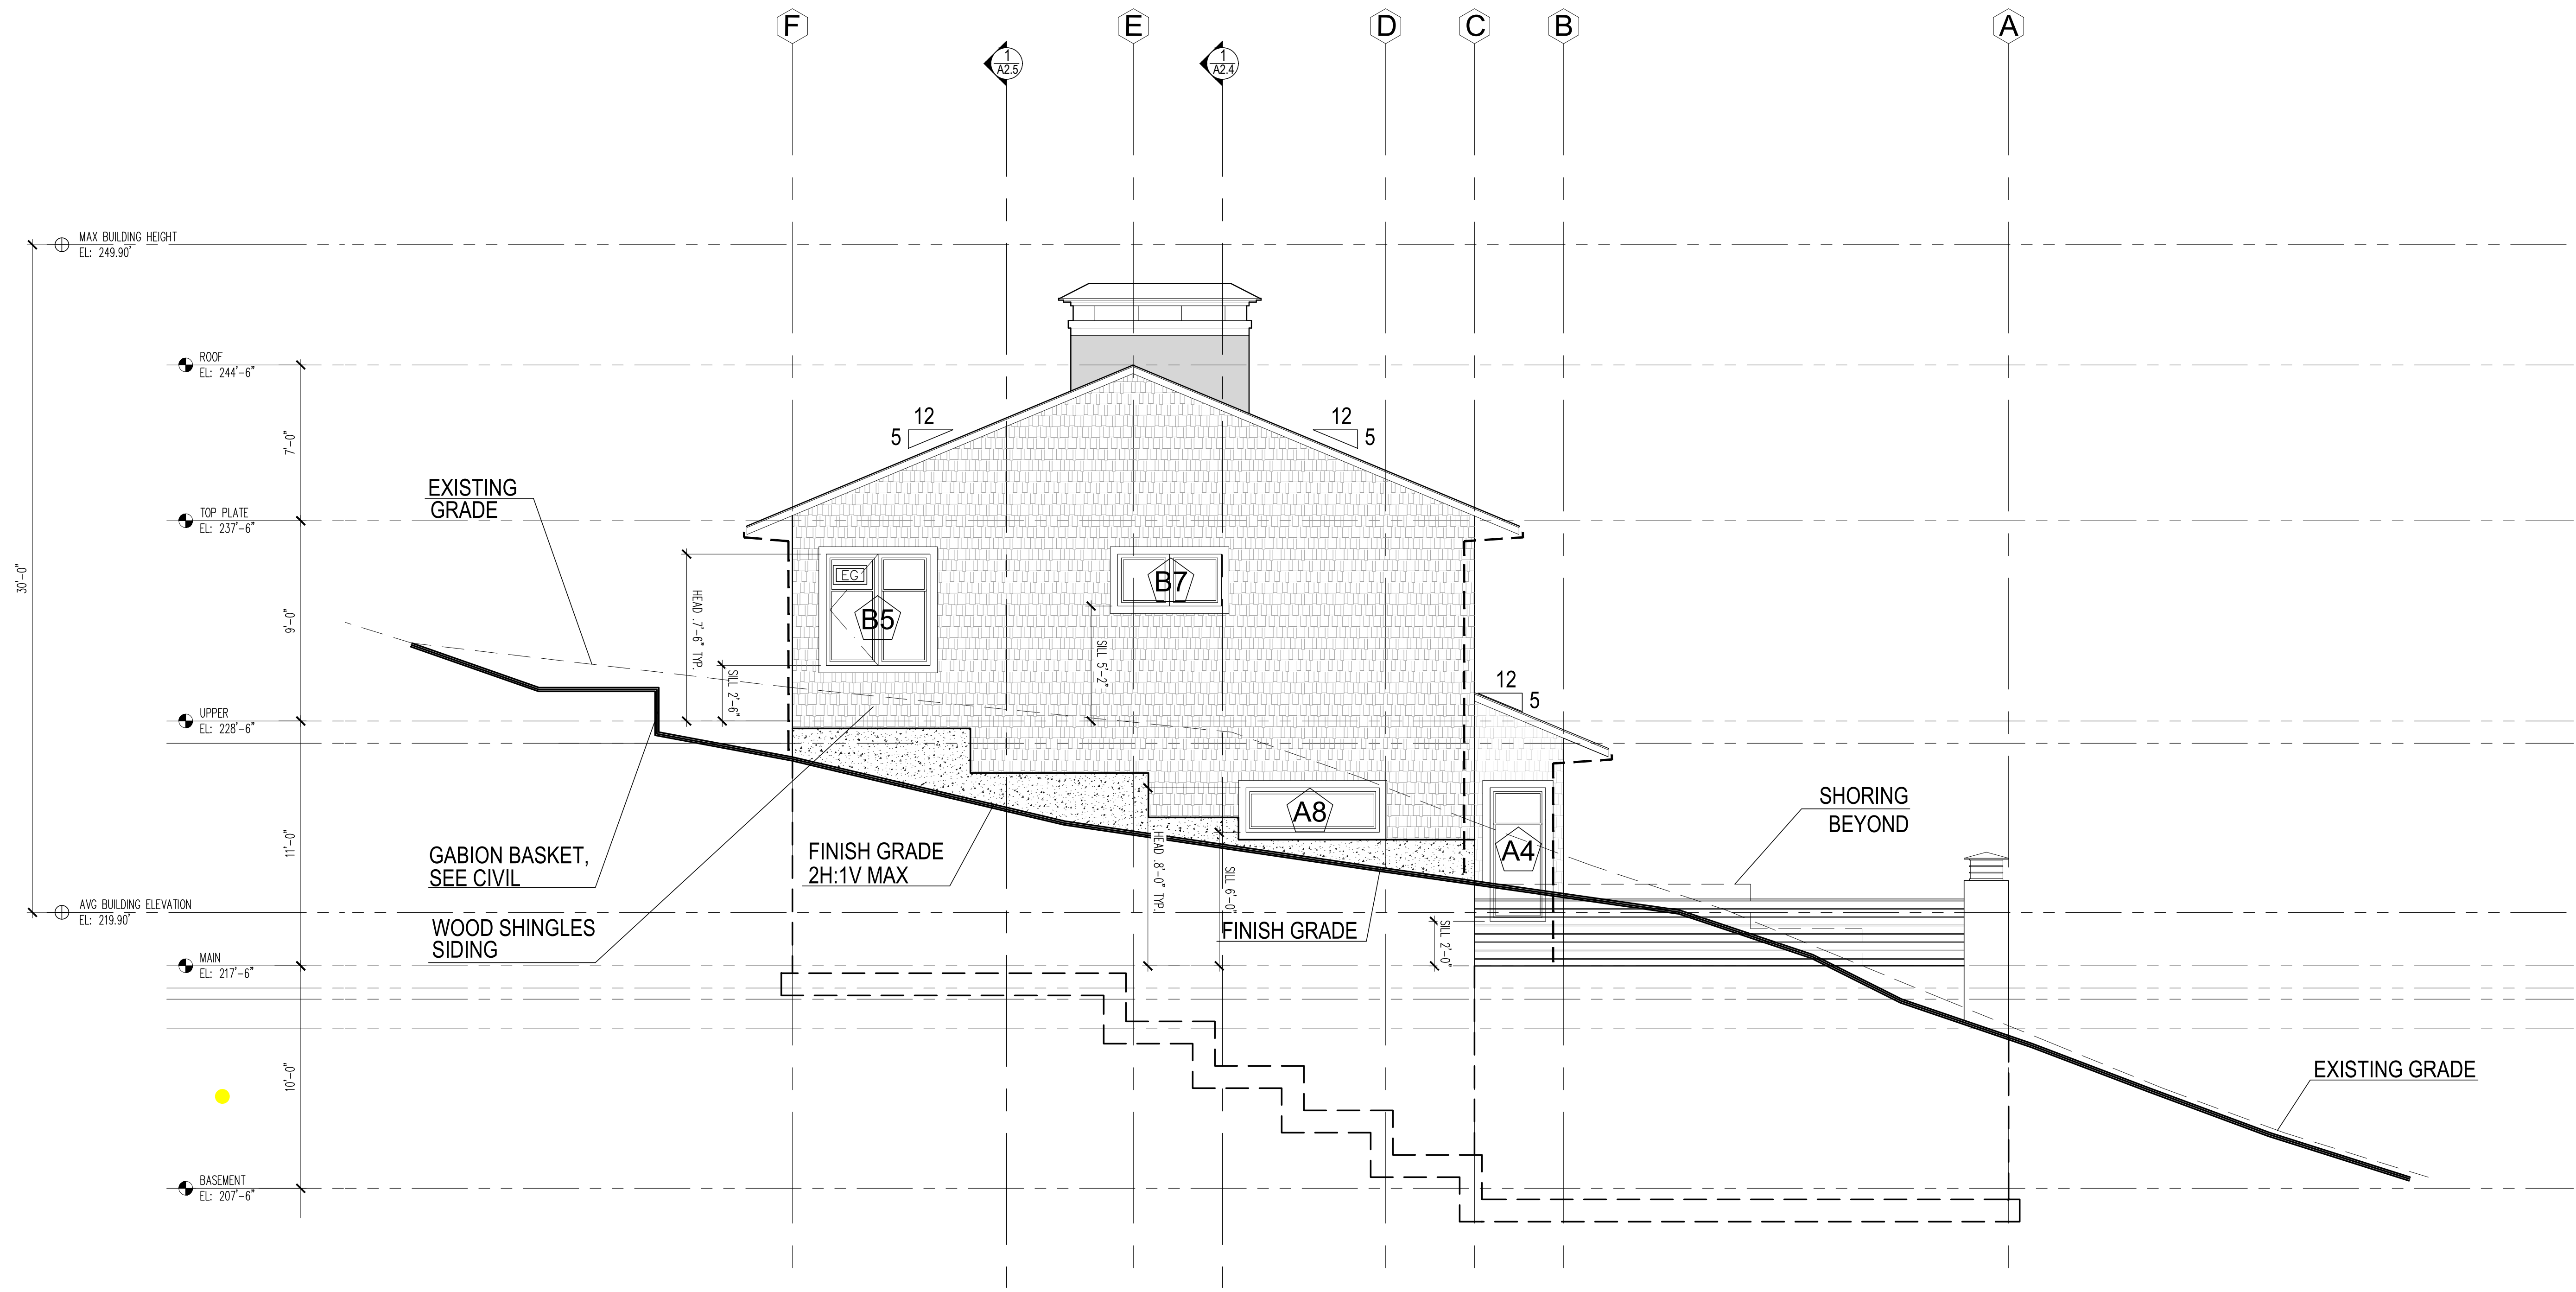 F
E
D
C
B
A
1
A2.5
1
A2.4
MAX BUILDING HEIGHT
EL: 249.90'
ROOF
EL: 244'-6"
12
5
12
5
7'-0"
EXISTING
GRADE
TOP PLATE
EL: 237'-6"
30'-0"
9'-0"
EG
B5
B7
HEAD .7'-6" TYP.
SILL 2'-6"
SILL 5'-2"
12
5
UPPER
EL: 228'-6"
SHORING
BEYOND
A8
A4
11'-0"
GABION BASKET,
SEE CIVIL
FINISH GRADE
2H:1V MAX
HEAD .8'-0" TYP.
SILL 6'-0"
AVG BUILDING ELEVATION
EL: 219.90'
WOOD SHINGLES
SIDING
FINISH GRADE
SILL 2'-0"
MAIN
EL: 217'-6"
10'-0"
EXISTING GRADE
BASEMENT
EL: 207'-6"